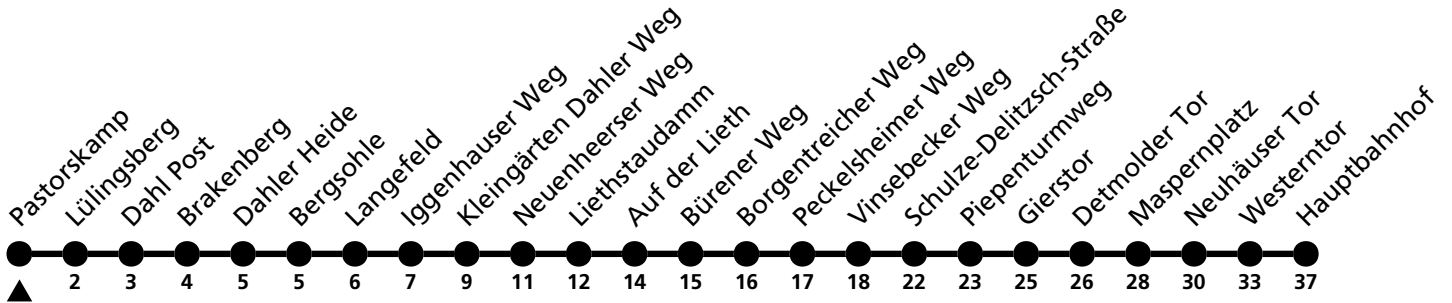 Pastorskamp
Lülingsberg
Dahl Post
Brakenberg
Dahler Heide
Bergsohle
Langefeld
Iggenhauser Weg
Kleingärten Dahler Weg
Neuenheerser Weg
Liethstaudamm
Auf der Lieth
Bürener Weg
Borgentreicher Weg
Peckelsheimer Weg
Vinsebecker Weg
Schulze-Delitzsch-Straße
Piepenturmweg
Gierstor
Detmolder Tor
Maspernplatz
Neuhäuser Tor
Westerntor
Hauptbahnhof
2 3 4 5 5 6 7 9 11 12 14 15 16 17 18 22 23 25 26 28 30 33 37